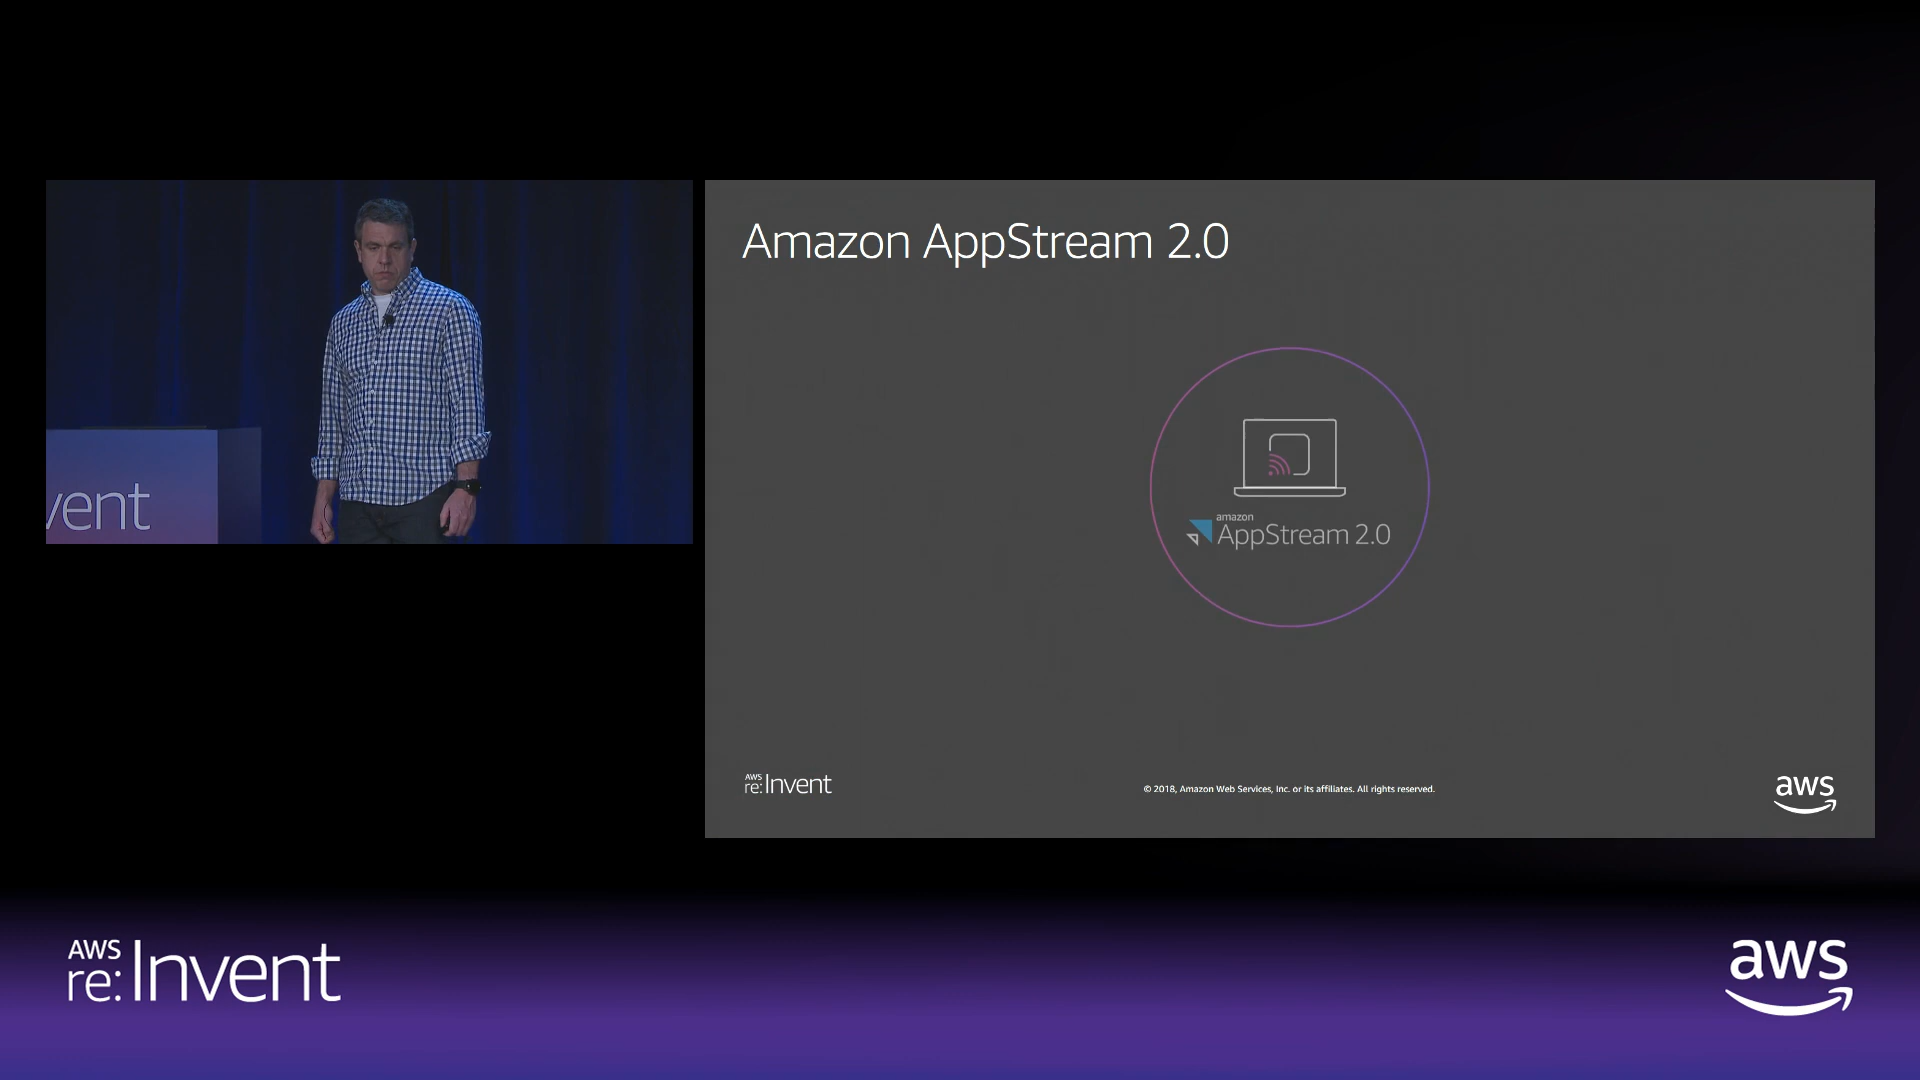 vent
Amazon AppStream 2.0
amazon
AppStream 2.0
AWS
re:Invent
© 2018, Amazon Web Services, Inc. or its affiliates. All rights reserved.
aws
AWS
re:Invent
aws